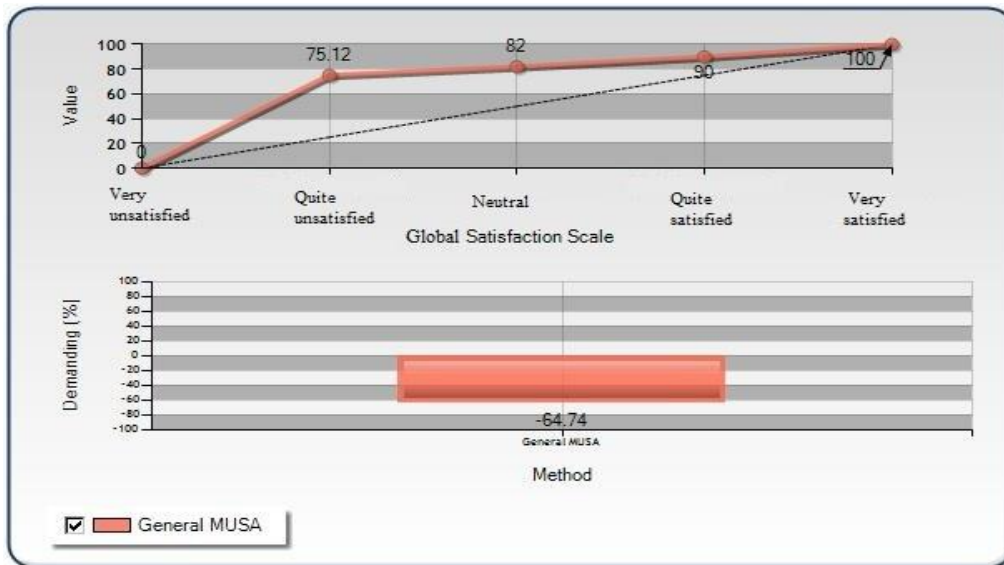 100
80
60
40
20
0
Value
0
75.12
82
90
100
Very unsatisfied
Quite unsatisfied
Neutral
Quite satisfied
Very satisfied
Global Satisfaction Scale
100
80
60
40
20
0
-20
-40
-60
-80
-100
Demanding (%)
-64.74
General MUSA
Method
General MUSA